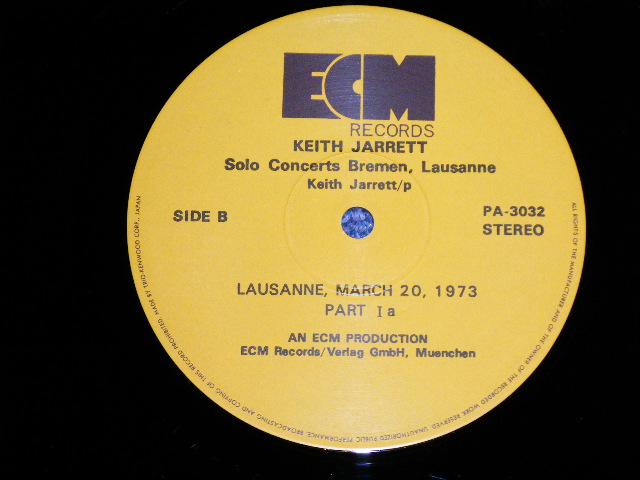 ECM
RECORDS
KEITH JARRETT
Solo Concerts Bremen, Lausanne
Keith Jarrett/p
SIDE B
PA-3032
STEREO
LAUSANNE, MARCH 20, 1973
PART Ia
AN ECM PRODUCTION
ECM Records/Verlag GmbH, Muenchen
ALL RIGHTS OF THE MANUFACTURER AND OF THE OWNER OF THE RECORDED WORK RESERVED. UNAUTHORIZED PUBLIC PERFORMANCE, BROADCASTING AND COPYING OF THIS RECORD PROHIBITED. MADE BY TRIO-KENWOOD CORP., JAPAN